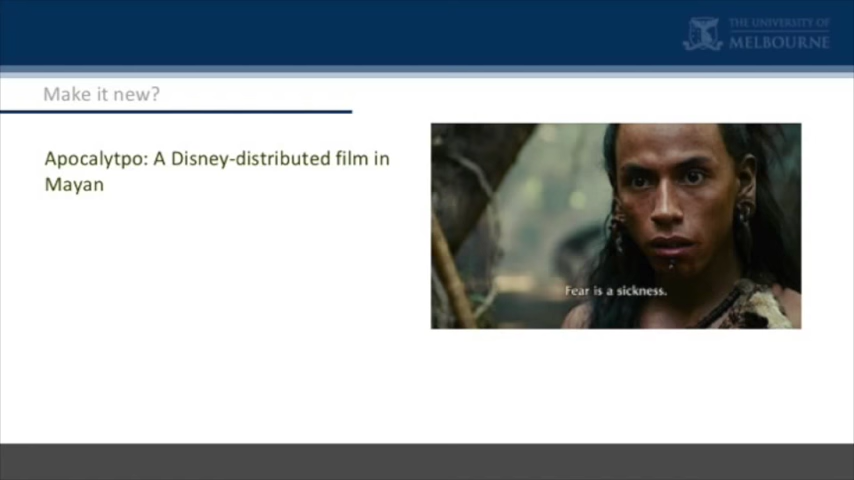 THE UNIVERSITY OF
MELBOURNE
Make it new?
Apocalytpo: A Disney-distributed film in
Mayan
Fear is a sickness.